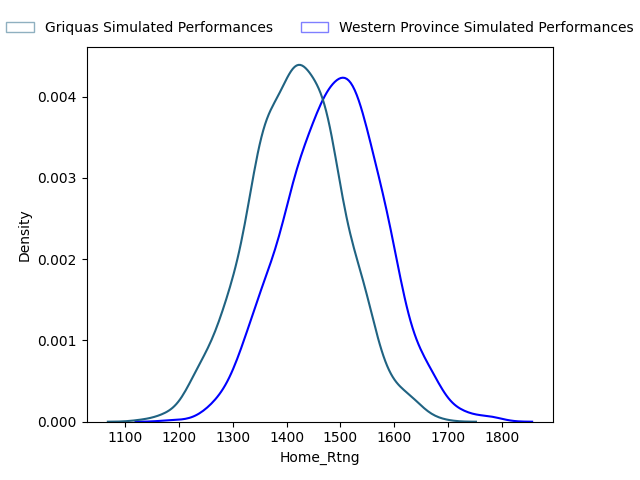 Griquas Simulated Performances
Western Province Simulated Performances
0.004
0.003
0.002
0.001
0.000
Density
1100 1200 1300 1400 1500 1600 1700 1800
Home_Rtng